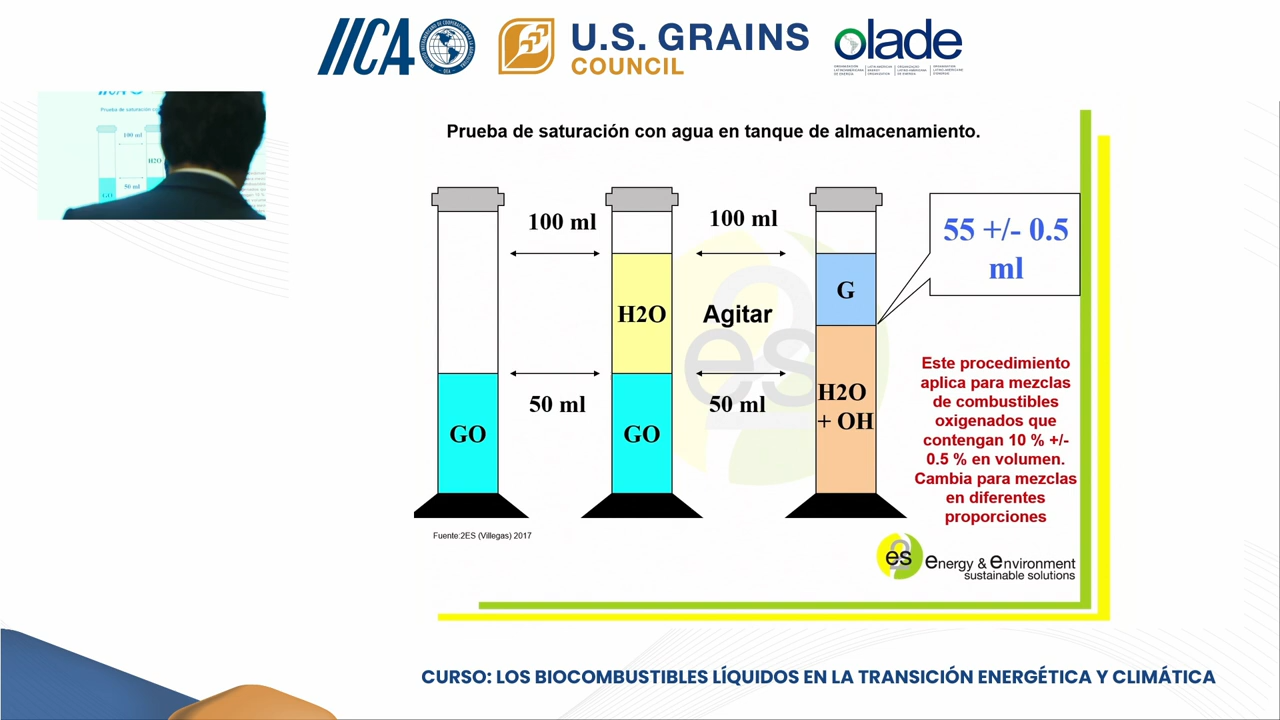 IICA
U.S. GRAINS
COUNCIL
olade
Prueba de saturación con agua en tanque de almacenamiento.
100 ml
100 ml
55 +/- 0.5
ml
G
H2O
Agitar
Este procedimiento
aplica para mezclas
de combustibles
oxigenados que
contengan 10 % +/-
0.5 % en volumen.
Cambia para mezclas
en diferentes
proporciones
50 ml
50 ml
H2O
+ OH
GO
GO
Fuente:2ES (Villegas) 2017
2es
energy & environment
sustainable solutions
CURSO: LOS BIOCOMBUSTIBLES LÍQUIDOS EN LA TRANSICIÓN ENERGÉTICA Y CLIMÁTICA